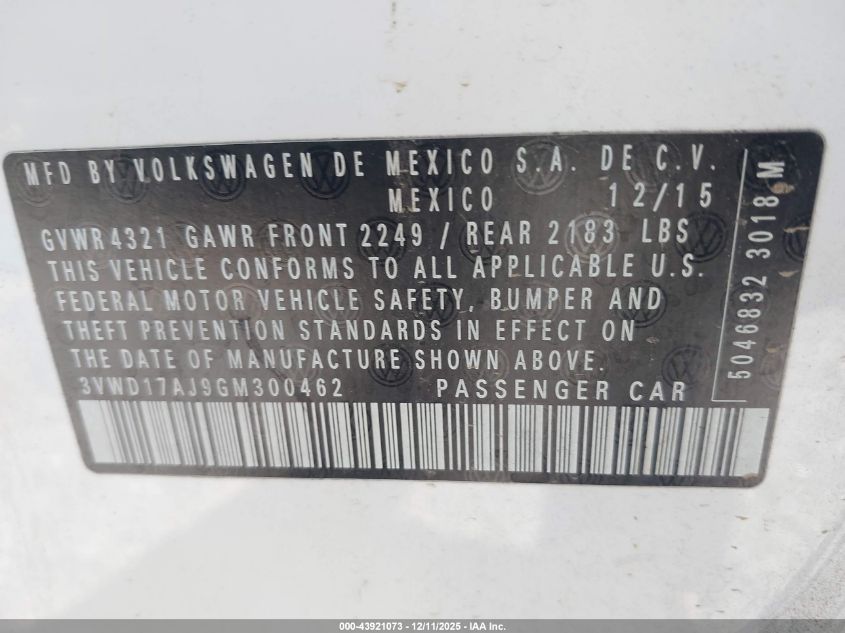 MFD BY VOLKSWAGEN DE MEXICO S.A. DE C.V.
MEXICO 12/15
GVWR 4321 GAWR FRONT 2249 / REAR 2183 LBS
THIS VEHICLE CONFORMS TO ALL APPLICABLE U.S.
FEDERAL MOTOR VEHICLE SAFETY, BUMPER AND
THEFT PREVENTION STANDARDS IN EFFECT ON
THE DATE OF MANUFACTURE SHOWN ABOVE.
3VWD17AJ9GM300462 PASSENGER CAR
5046832 3018 M
000-43921073 - 12/11/2025 - IAA Inc.